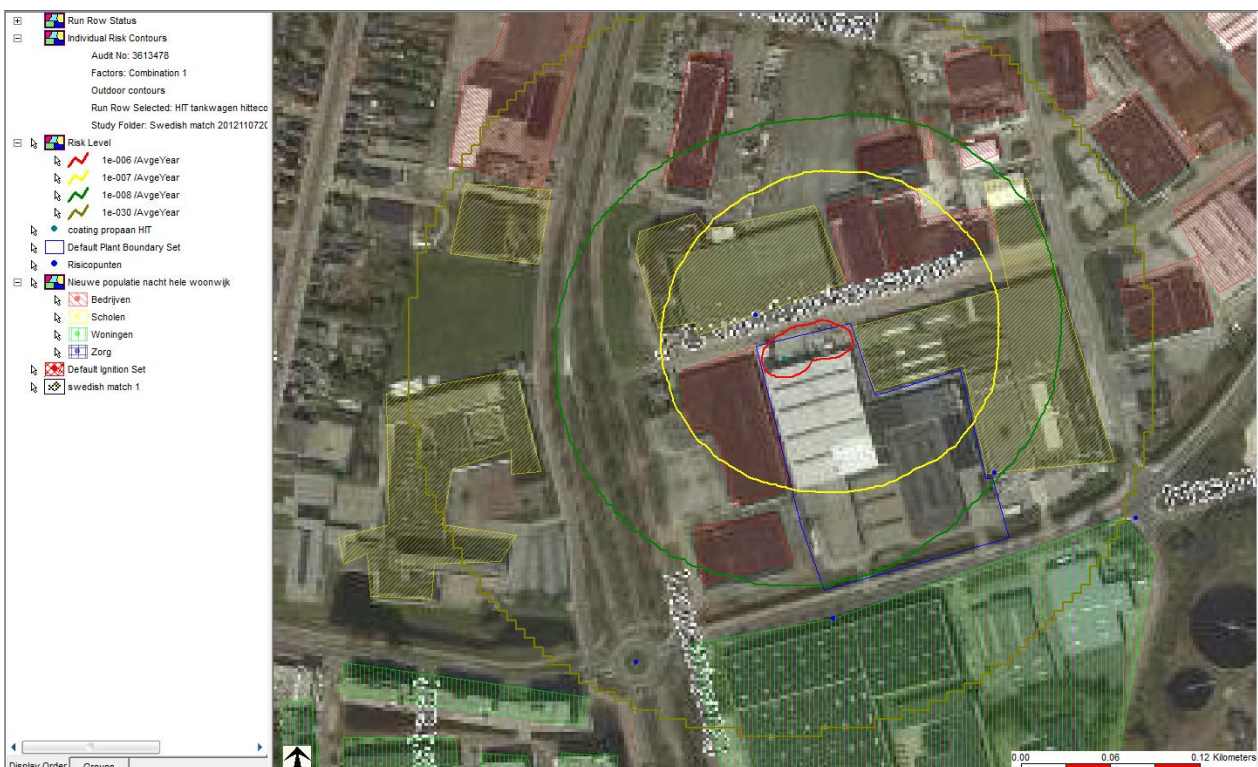 Run Row Status
Individual Risk Contours
Audit No: 3613478
Factors: Combination 1
Outdoor contours
Run Row Selected: HIT tankwagen hitteco
Study Folder: Swedish match 2012110720
Risk Level
1e-006 /AvgeYear
1e-007 /AvgeYear
1e-008 /AvgeYear
1e-030 /AvgeYear
coating propaan HIT
Default Plant Boundary Set
Risicopunten
Nieuwe populatie nacht hele woonwijk
Bedrijven
Scholen
Woningen
Zorg
Default Ignition Set
swedish match 1
Display Order Groups
0.00 0.06 0.12 Kilometers